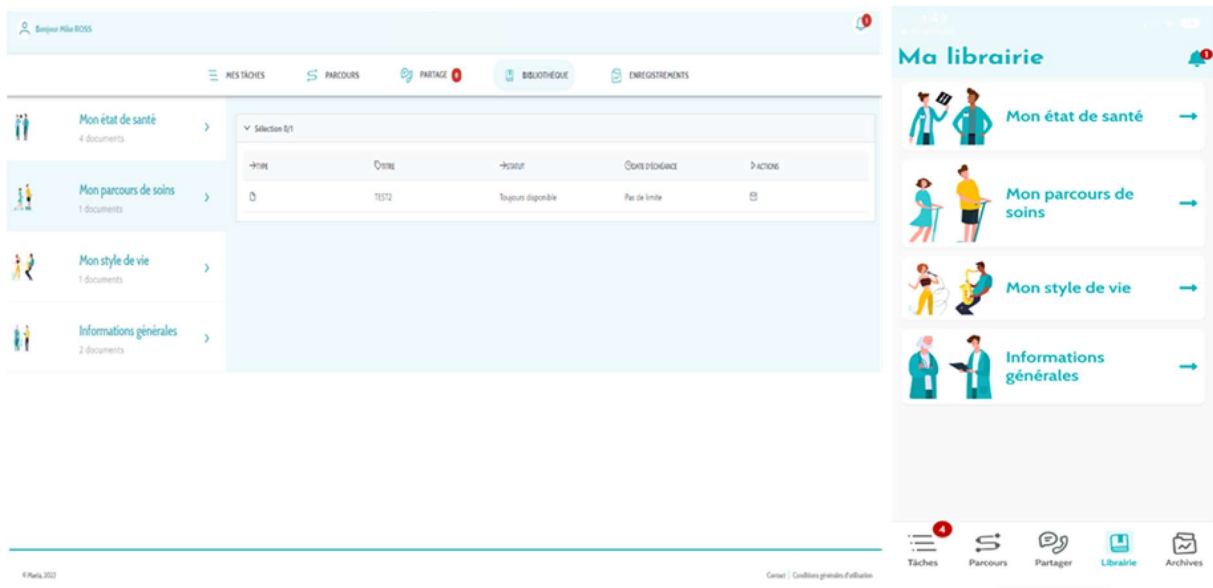 Bonjour Mike ROSS
MES TÂCHES
PARCOURS
PARTAGE
BIBLIOTHÈQUE
ENREGISTREMENTS
Mon état de santé
4 documents
Mon parcours de soins
1 documents
Mon style de vie
1 documents
Informations générales
2 documents
Sélection 0/1
TYPE
TITRE
STATUT
DATE D'ÉCHÉANCE
ACTIONS
TEST2
Toujours disponible
Pas de limite
Contact | Conditions générales d'utilisation
Ma librairie
1
Mon état de santé
Mon parcours de
soins
Mon style de vie
Informations
générales
4
Tâches
Parcours
Partager
Librairie
Archives